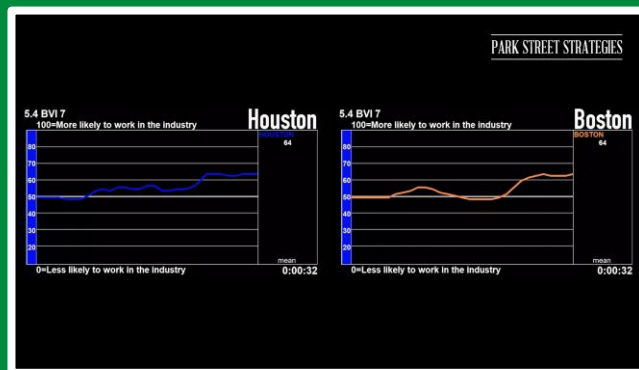 PARK STREET STRATEGIES
5.4 BVI 7
Houston
100=More likely to work in the industry
HOUSTON
64
80
70
60
50
40
30
20
mean
0=Less likely to work in the industry
0:00:32
5.4 BVI 7
Boston
100=More likely to work in the industry
BOSTON
64
80
70
60
50
40
30
20
mean
0=Less likely to work in the industry
0:00:32